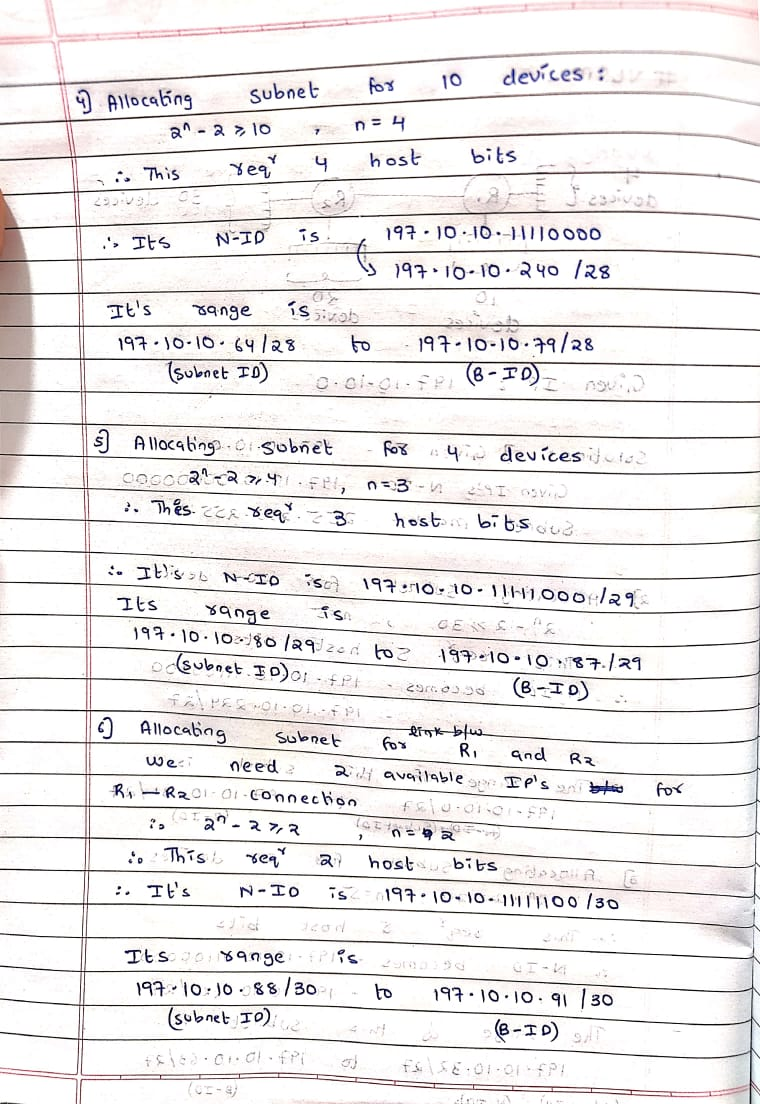 4) Allocating subnet for 10 devices :
2ⁿ - 2 ⩾ 10 , n = 4
∴ This reqʳ 4 host bits
∴ Its N-ID is 197.10.10.11110000
↳ 197.10.10.240 /28
It's range is
197.10.10.64/28 to 197.10.10.79/28
(Subnet ID) (B-ID)
5) Allocating subnet for 4 devices
2ⁿ - 2 ⩾ 4 , n = 3
∴ This reqʳ 3 host bits
∴ It's N-ID is 197.10.10.11111000/29
Its range is
197.10.10.80/29 to 197.10.10.87/29
(subnet ID) (B-ID)
6) Allocating subnet for link b/w R₁ and R₂
We need 2 available IP's for
R₁ - R₂ connection
∴ 2ⁿ - 2 ⩾ 2 , n = 2
∴ This reqʳ 2 host bits
∴ It's N-ID is 197.10.10.11111100 /30
Its range is
197.10.10.88/30 to 197.10.10.91 /30
(subnet ID) (B-ID)